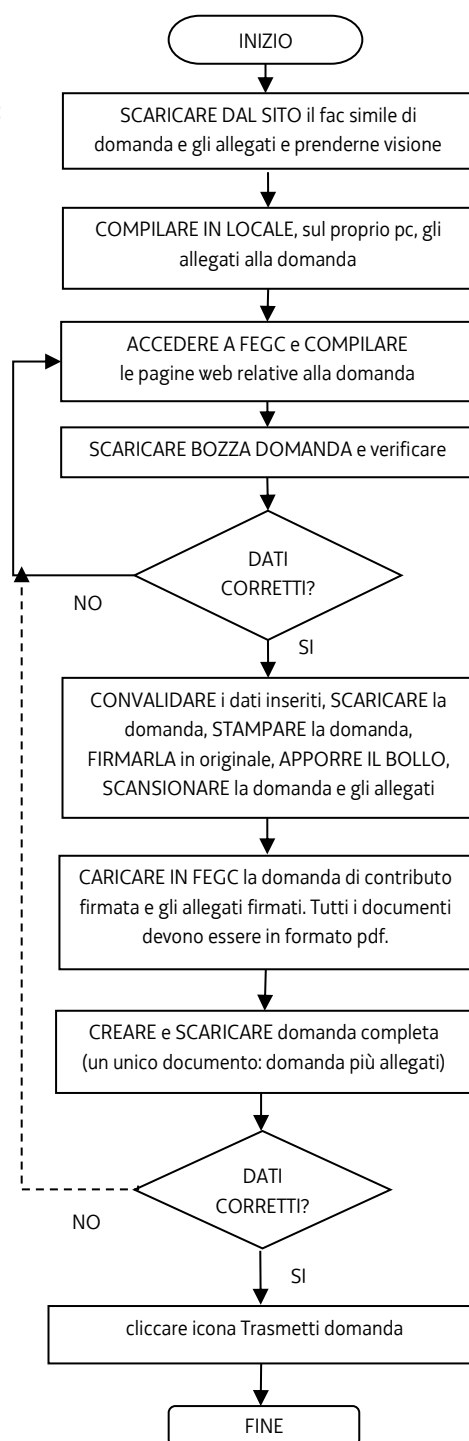 INIZIO
SCARICARE DAL SITO il fac simile di
domanda e gli allegati e prenderne visione
COMPILARE IN LOCALE, sul proprio pc, gli
allegati alla domanda
ACCEDERE A FEGC e COMPILARE
le pagine web relative alla domanda
SCARICARE BOZZA DOMANDA e verificare
DATI
CORRETTI?
NO
SI
CONVALIDARE i dati inseriti, SCARICARE la
domanda, STAMPARE la domanda,
FIRMARLA in originale, APPORRE IL BOLLO,
SCANSIONARE la domanda e gli allegati
CARICARE IN FEGC la domanda di contributo
firmata e gli allegati firmati. Tutti i documenti
devono essere in formato pdf.
CREARE e SCARICARE domanda completa
(un unico documento: domanda più allegati)
DATI
CORRETTI?
NO
SI
cliccare icona Trasmetti domanda
FINE